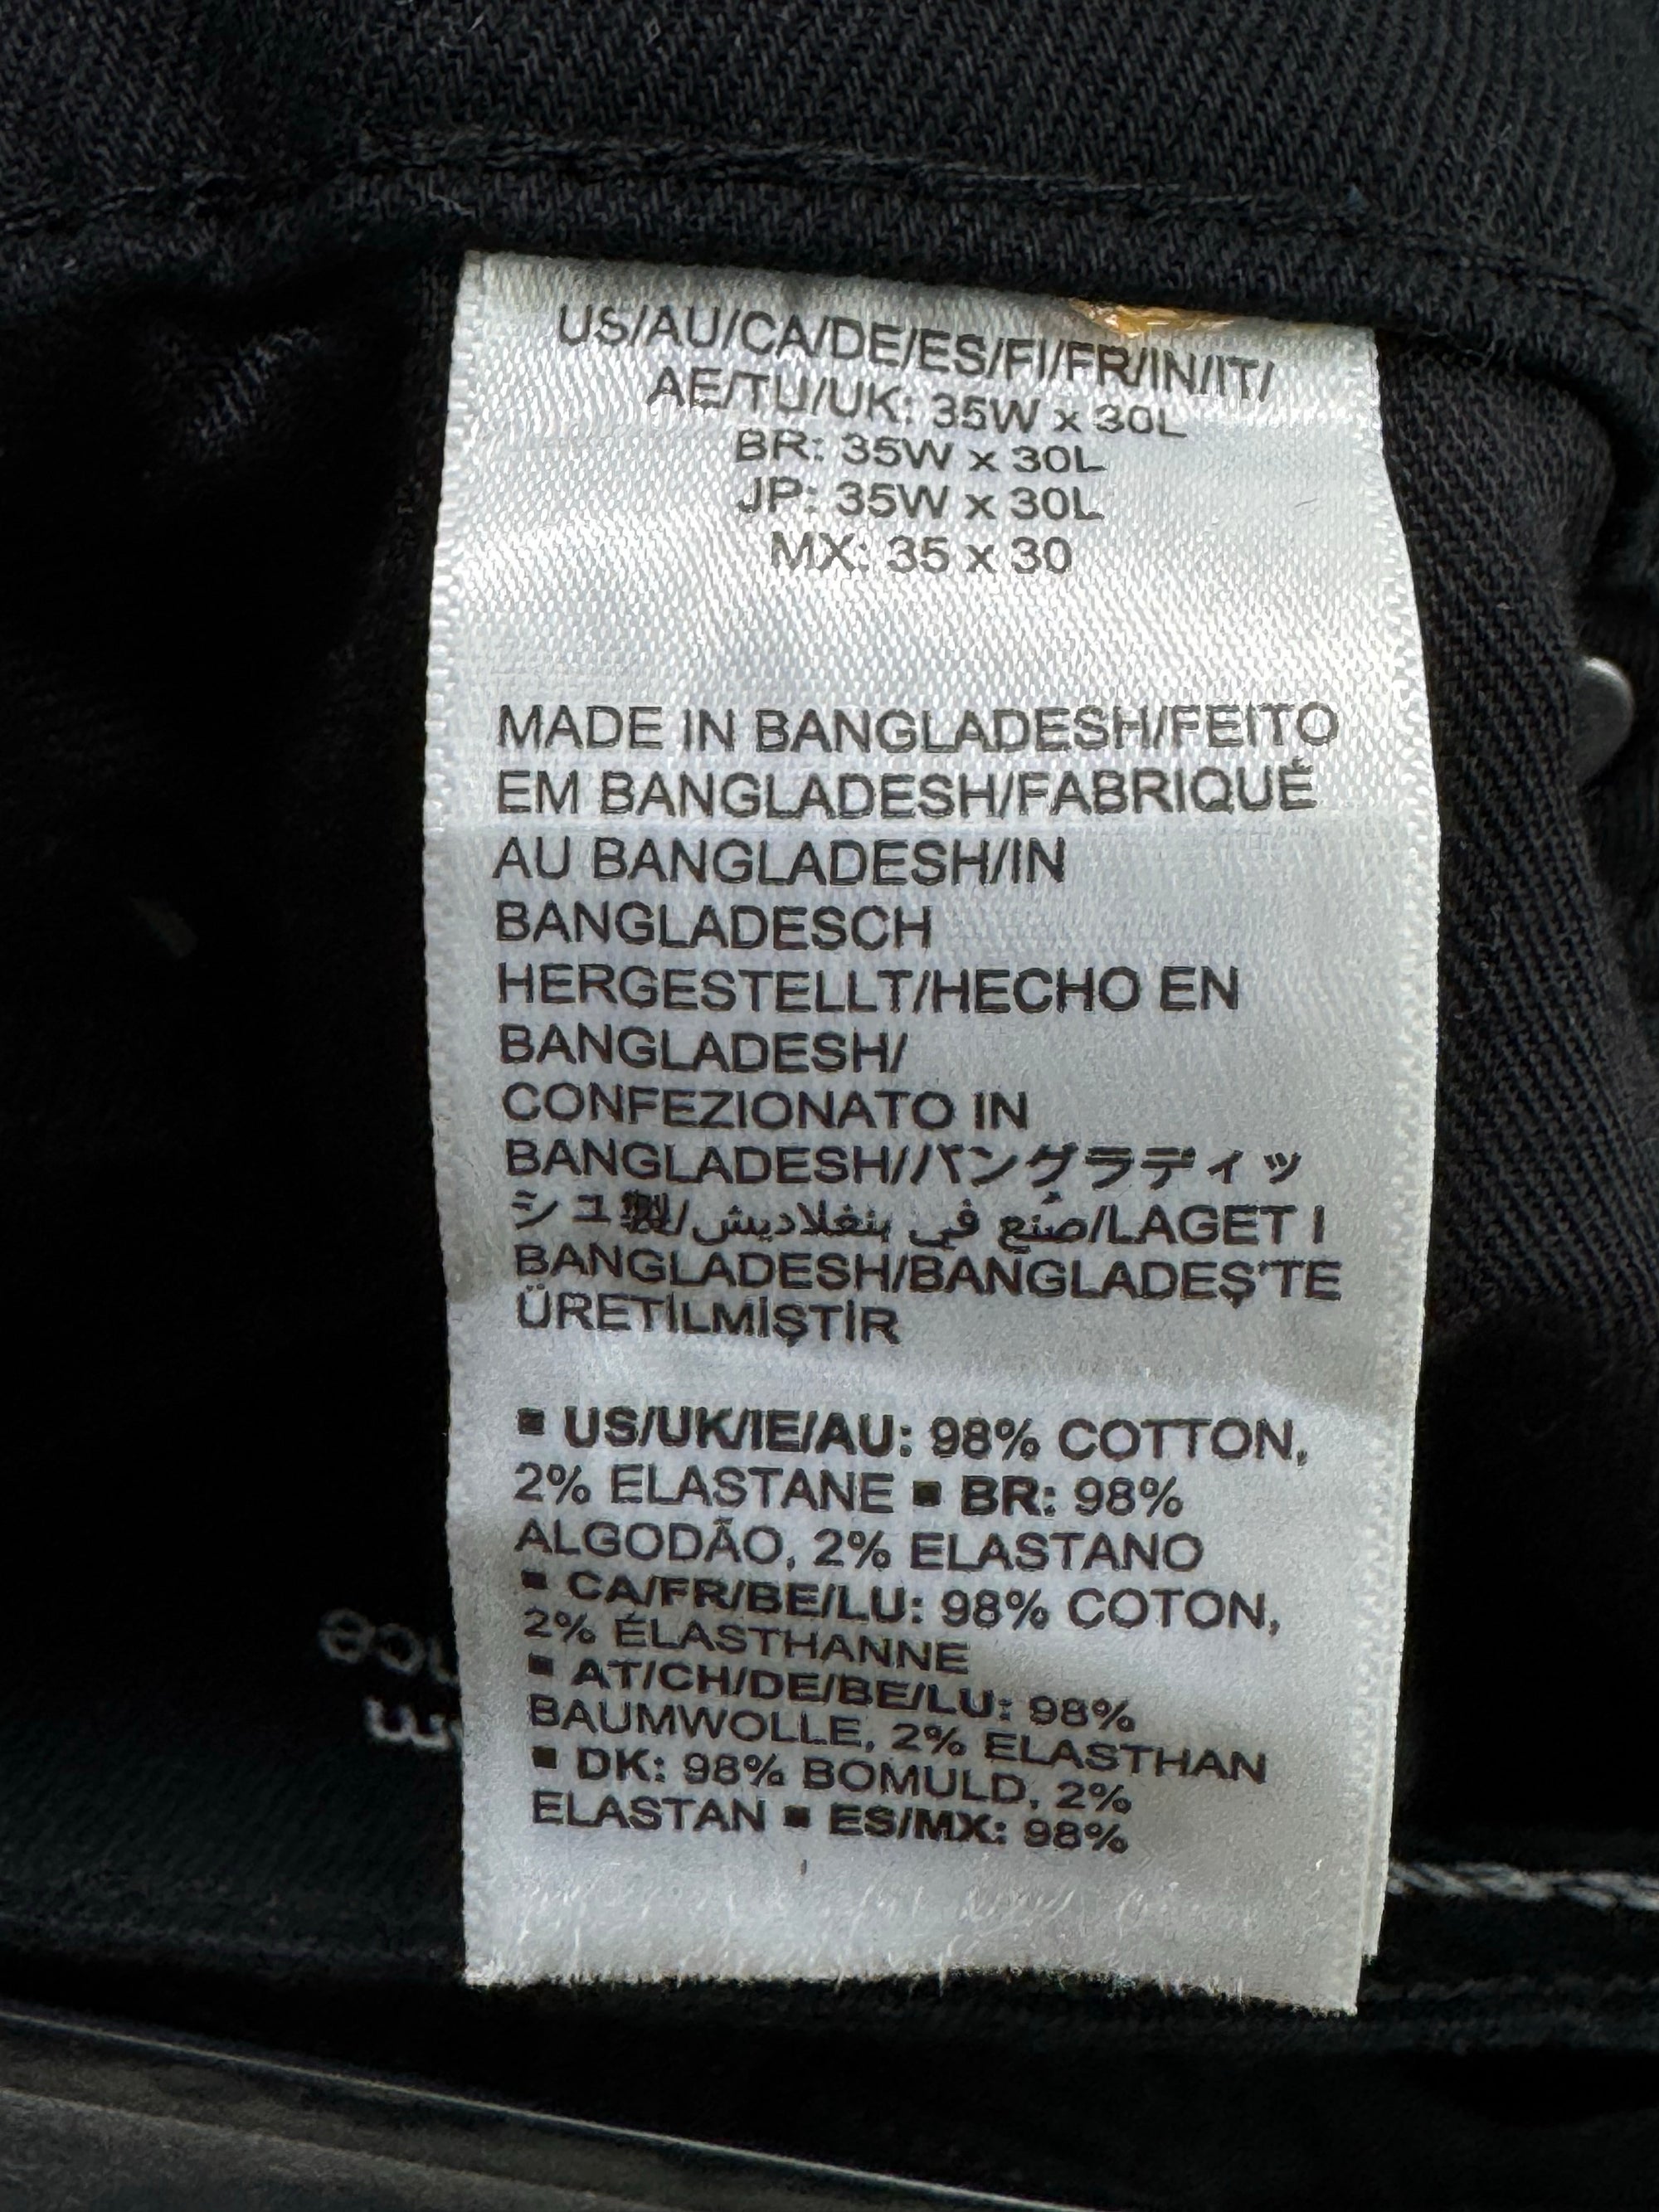 US/AU/CA/DE/ES/FI/FR/IN/IT/
AE/TU/UK: 35W x 30L
BR: 35W x 30L
JP: 35W x 30L
MX: 35 x 30
MADE IN BANGLADESH/FEITO
EM BANGLADESH/FABRIQUÉ
AU BANGLADESH/IN
BANGLADESCH
HERGESTELLT/HECHO EN
BANGLADESH/
CONFEZIONATO IN
BANGLADESH/バングラディッ
シュ製/صُنع في بنغلاديش/LAGET I
BANGLADESH/BANGLADEŞ'TE
ÜRETİLMİŞTİR
▪ US/UK/IE/AU: 98% COTTON,
2% ELASTANE ▪ BR: 98%
ALGODÃO, 2% ELASTANO
▪ CA/FR/BE/LU: 98% COTON,
2% ÉLASTHANNE
▪ AT/CH/DE/BE/LU: 98%
BAUMWOLLE, 2% ELASTHAN
▪ DK: 98% BOMULD, 2%
ELASTAN ▪ ES/MX: 98%